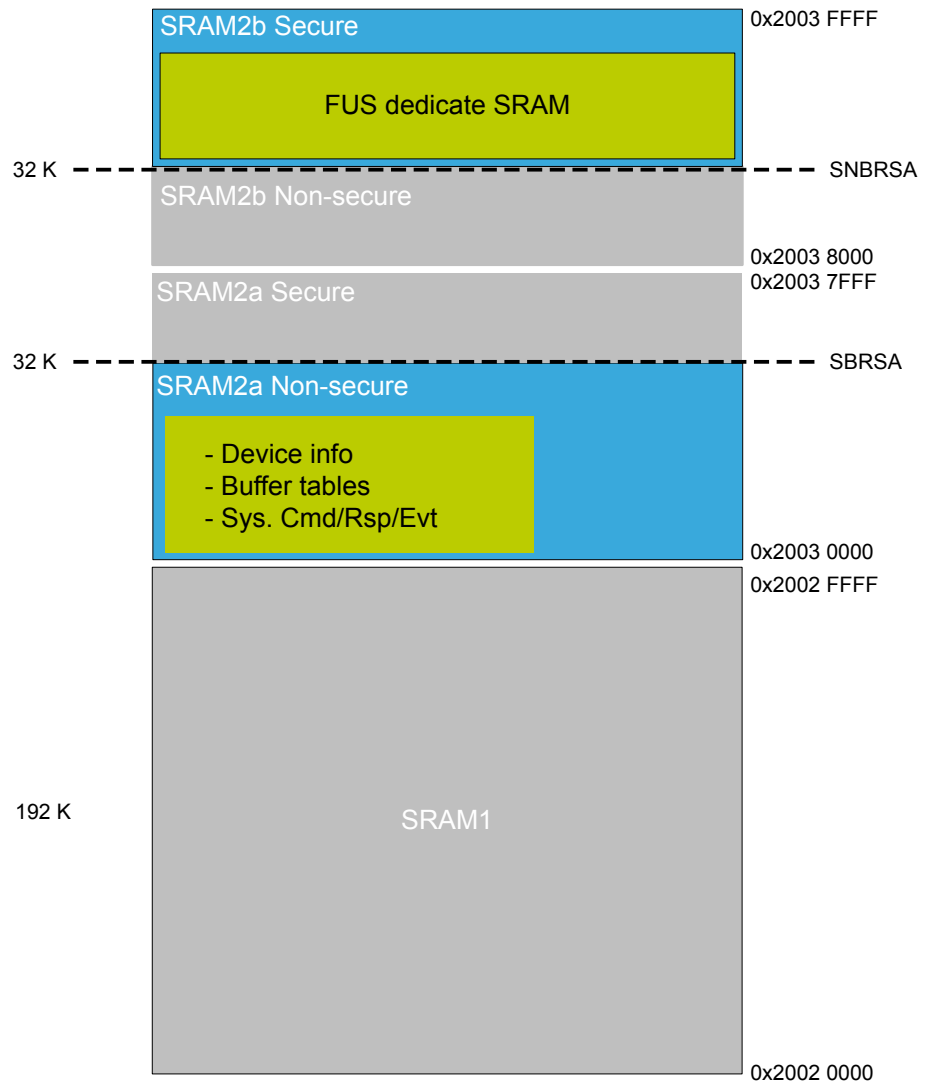 SRAM2b Secure
0x2003 FFFF
FUS dedicate SRAM
32 K
SNBRSA
SRAM2b Non-secure
0x2003 8000
0x2003 7FFF
SRAM2a Secure
32 K
SBRSA
SRAM2a Non-secure
- Device info
- Buffer tables
- Sys. Cmd/Rsp/Evt
0x2003 0000
0x2002 FFFF
192 K
SRAM1
0x2002 0000